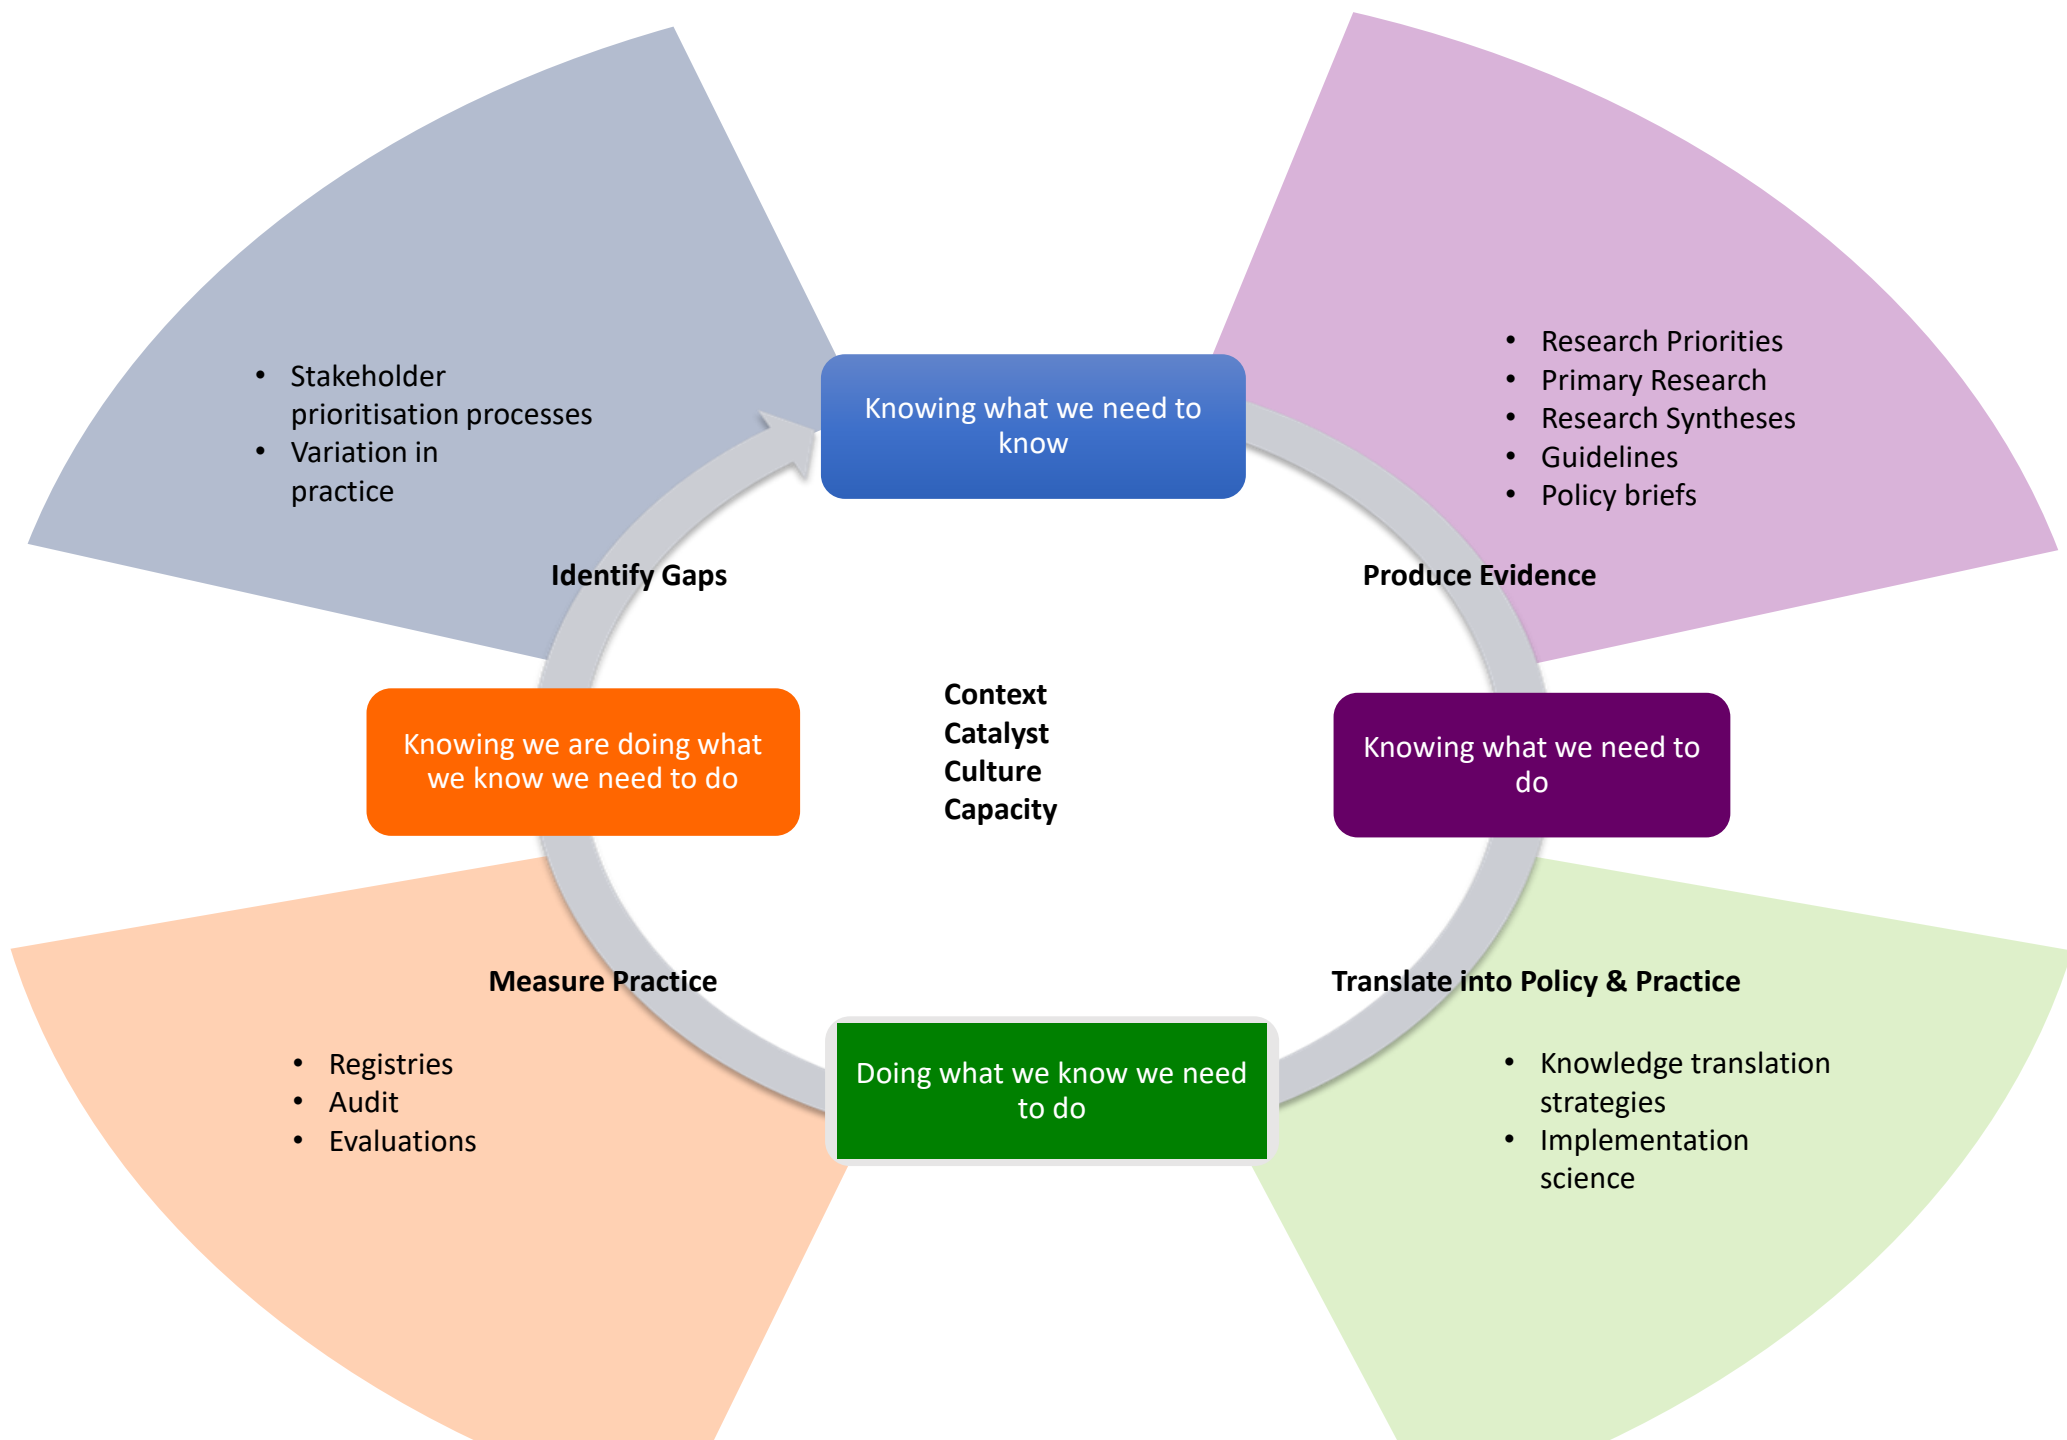 • Stakeholder
prioritisation processes
• Variation in
practice
Knowing what we need to
know
• Research Priorities
• Primary Research
• Research Syntheses
• Guidelines
• Policy briefs
Identify Gaps
Produce Evidence
Knowing we are doing what
we know we need to do
Context
Catalyst
Culture
Capacity
Knowing what we need to
do
Measure Practice
Translate into Policy & Practice
• Registries
• Audit
• Evaluations
Doing what we know we need
to do
• Knowledge translation
strategies
• Implementation
science